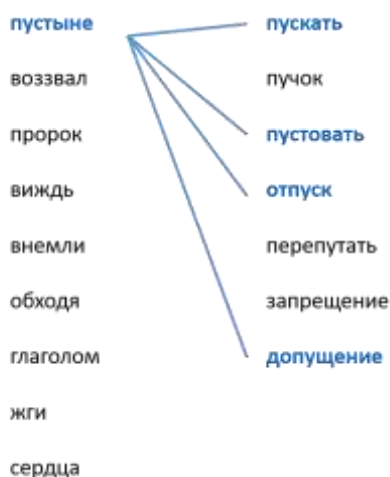 пустыне пускать
воззвал пучок
пророк пустовать
виждь отпуск
внемли перепутать
обходя запрещение
глаголом допущение
жги
сердца